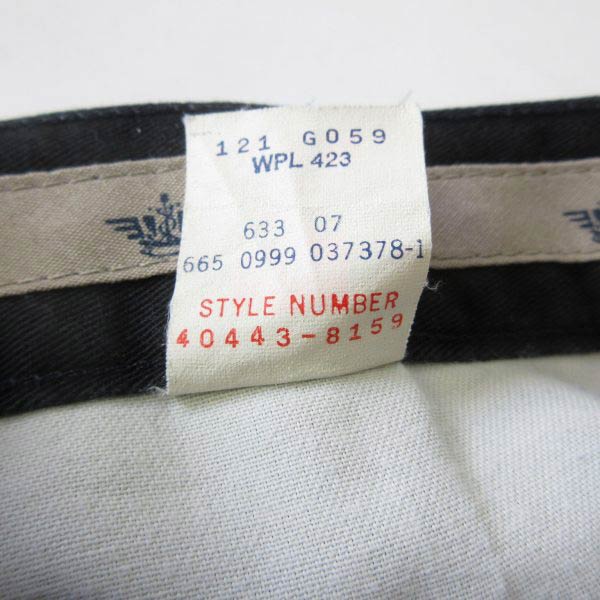 121 G059
WPL 423
633 07
665 0999 037378-1
STYLE NUMBER
40443-8159